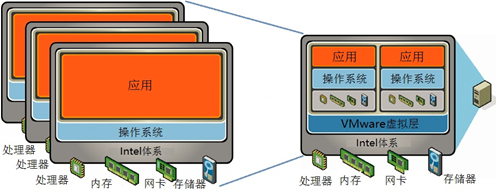 应用
操作系统
Intel体系
处理器
处理器
处理器
内存
网卡
存储器
应用
应用
操作系统
操作系统
VMware虚拟层
Intel体系
处理器
内存
网卡
存储器